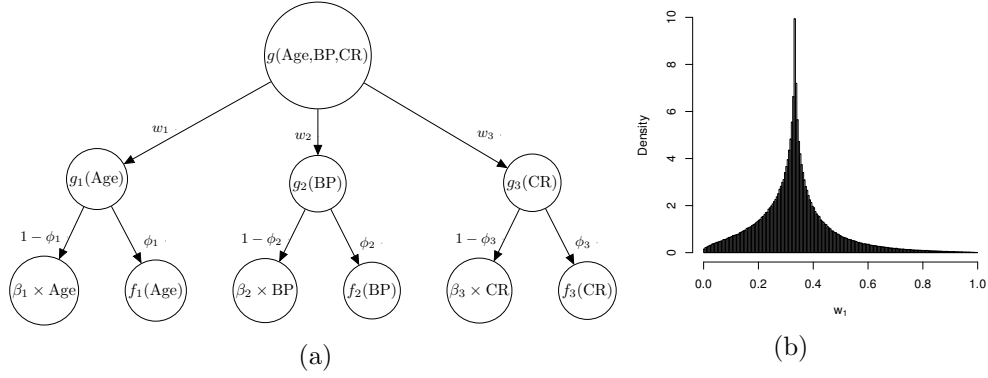 g(Age,BP,CR)
w₁
w₂
w₃
g₁(Age)
g₂(BP)
g₃(CR)
1 − ϕ₁
ϕ₁
1 − ϕ₂
ϕ₂
1 − ϕ₃
ϕ₃
β₁ × Age
f₁(Age)
β₂ × BP
f₂(BP)
β₃ × CR
f₃(CR)
(a)
Density
10
8
6
4
2
0
0.0 0.2 0.4 0.6 0.8 1.0
w₁
(b)